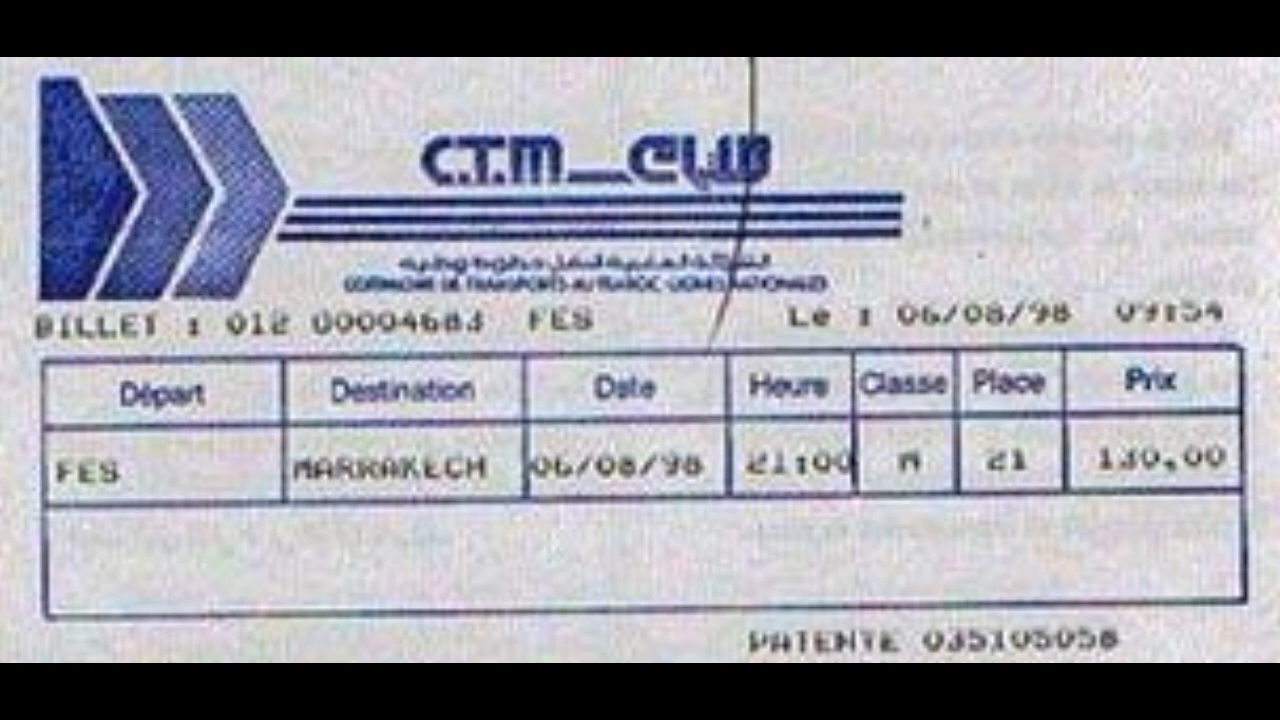 C.T.M_CLUB
COMPAGNIE DE TRANSPORTS AU MAROC LIGNES NATIONALES
BILLET : 012 00004683 FES Le : 06/08/98 09:54
Départ Destination Date Heure Classe Place Prix
FES MARRAKECH 06/08/98 21:00 M 21 130,00
PATENTE 035105058